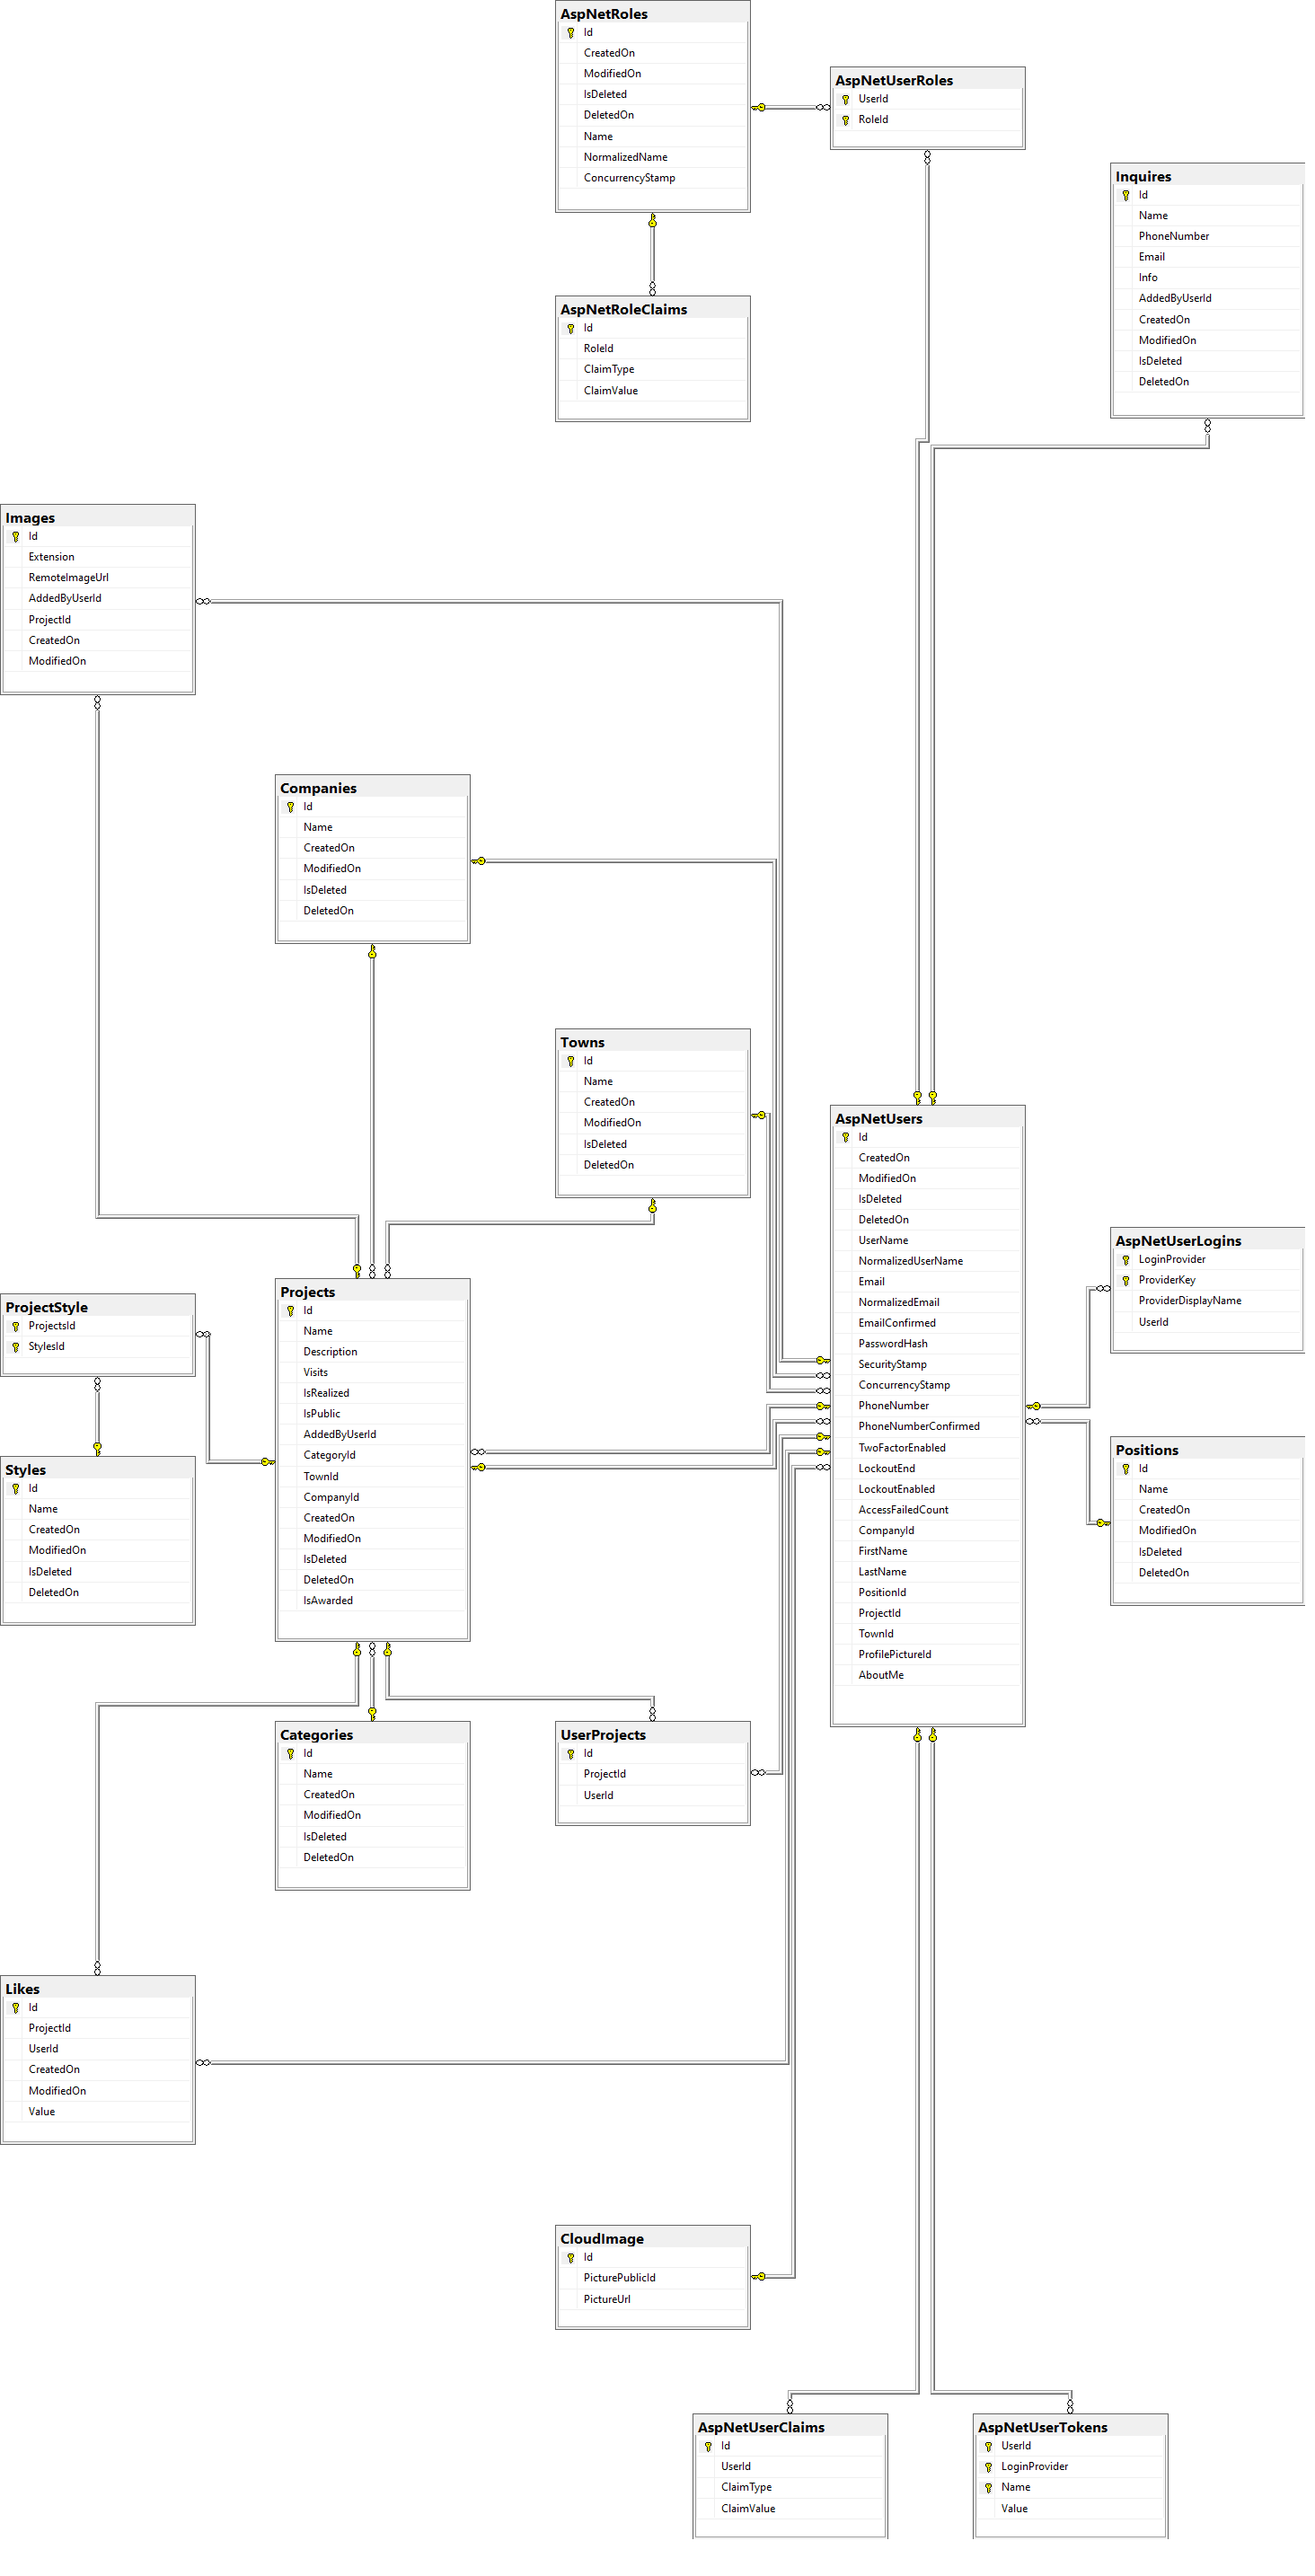 AspNetRoles
Id
CreatedOn
ModifiedOn
IsDeleted
DeletedOn
Name
NormalizedName
ConcurrencyStamp
AspNetUserRoles
UserId
RoleId
Inquires
Id
Name
PhoneNumber
Email
Info
AddedByUserId
CreatedOn
ModifiedOn
IsDeleted
DeletedOn
AspNetRoleClaims
Id
RoleId
ClaimType
ClaimValue
Images
Id
Extension
RemoteImageUrl
AddedByUserId
ProjectId
CreatedOn
ModifiedOn
Companies
Id
Name
CreatedOn
ModifiedOn
IsDeleted
DeletedOn
Towns
Id
Name
CreatedOn
ModifiedOn
IsDeleted
DeletedOn
AspNetUsers
Id
CreatedOn
ModifiedOn
IsDeleted
DeletedOn
UserName
NormalizedUserName
Email
NormalizedEmail
EmailConfirmed
PasswordHash
SecurityStamp
ConcurrencyStamp
PhoneNumber
PhoneNumberConfirmed
TwoFactorEnabled
LockoutEnd
LockoutEnabled
AccessFailedCount
CompanyId
FirstName
LastName
PositionId
ProjectId
TownId
ProfilePictureId
AboutMe
AspNetUserLogins
LoginProvider
ProviderKey
ProviderDisplayName
UserId
Projects
Id
Name
Description
Visits
IsRealized
IsPublic
AddedByUserId
CategoryId
TownId
CompanyId
CreatedOn
ModifiedOn
IsDeleted
DeletedOn
IsAwarded
ProjectStyle
ProjectsId
StylesId
Positions
Id
Name
CreatedOn
ModifiedOn
IsDeleted
DeletedOn
Styles
Id
Name
CreatedOn
ModifiedOn
IsDeleted
DeletedOn
Categories
Id
Name
CreatedOn
ModifiedOn
IsDeleted
DeletedOn
UserProjects
Id
ProjectId
UserId
Likes
Id
ProjectId
UserId
CreatedOn
ModifiedOn
Value
CloudImage
Id
PicturePublicId
PictureUrl
AspNetUserClaims
Id
UserId
ClaimType
ClaimValue
AspNetUserTokens
UserId
LoginProvider
Name
Value